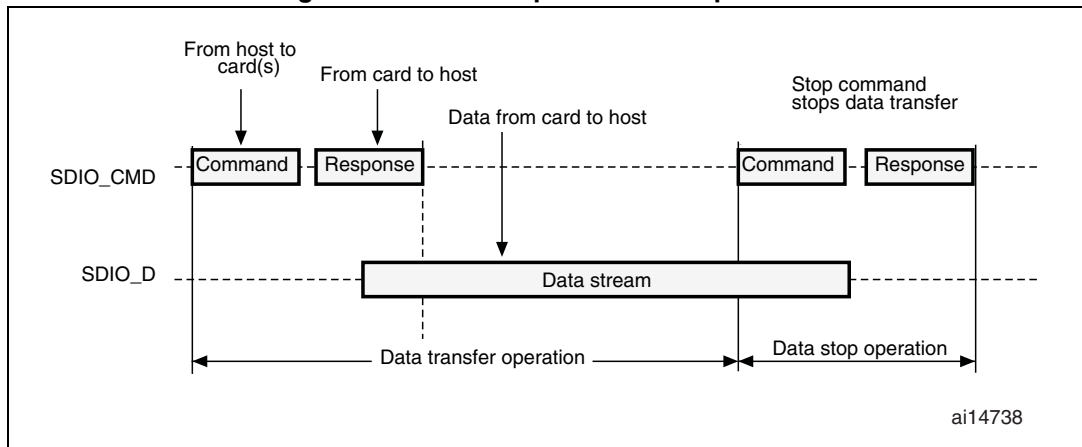 From host to
card(s)
From card to host
Data from card to host
Stop command
stops data transfer
SDIO_CMD
Command
Response
Command
Response
SDIO_D
Data stream
Data transfer operation
Data stop operation
ai14738